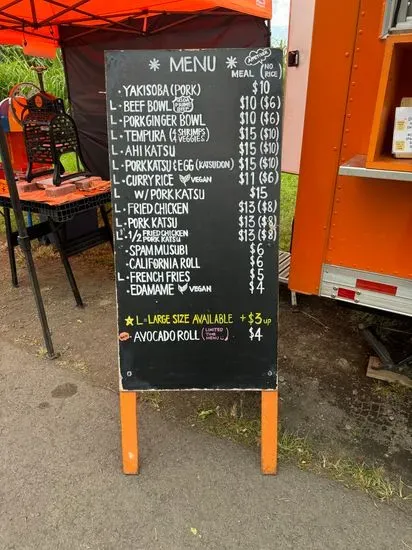 * MENU * MEAL (NO RICE)
· YAKISOBA (PORK) $10
L · BEEF BOWL $10 ($6)
L · PORK GINGER BOWL $10 ($6)
L · TEMPURA (4 SHRIMPS VEGGIES) $15 (10)
L · AHI KATSU $15 (10)
L · PORK KATSU & EGG (KATSUDON) $15 (10)
L · CURRY RICE VEGAN $11 ($6)
L W/ PORK KATSU $15
L · FRIED CHICKEN $13 ($8)
L · PORK KATSU $13 ($8)
L · 1/2 FRIED CHICKEN 1/2 PORK KATSU $13 ($8)
· SPAM MUSUBI $6
· CALIFORNIA ROLL $6
L · FRENCH FRIES $5
· EDAMAME VEGAN $4
★ L = LARGE SIZE AVAILABLE + $3 up
· AVOCADO ROLL (LIMITED TIME MENU) $4